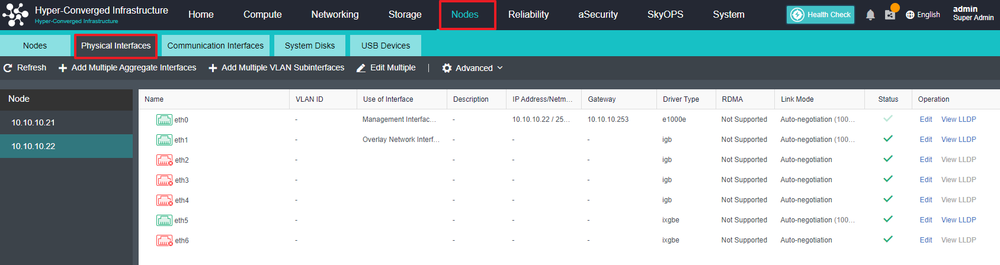 Hyper-Converged Infrastructure
Hyper-Converged Infrastructure
Home Compute Networking Storage Nodes Reliability aSecurity SkyOPS System Health Check English admin
Super Admin
Nodes Physical Interfaces Communication Interfaces System Disks USB Devices
Refresh Add Multiple Aggregate Interfaces Add Multiple VLAN Subinterfaces Edit Multiple | Advanced
Node
10.10.10.21
10.10.10.22
Name VLAN ID Use of Interface Description IP Address/Netm... Gateway Driver Type RDMA Link Mode Status Operation
eth0 - Management Interfac... - 10.10.10.22 / 25... 10.10.10.253 e1000e Not Supported Auto-negotiation (100... Edit View LLDP
eth1 - Overlay Network Interf... - - - igb Not Supported Auto-negotiation (100... Edit View LLDP
eth2 - - - - - igb Not Supported Auto-negotiation Edit View LLDP
eth3 - - - - - igb Not Supported Auto-negotiation Edit View LLDP
eth4 - - - - - igb Not Supported Auto-negotiation Edit View LLDP
eth5 - - - - - ixgbe Not Supported Auto-negotiation (100... Edit View LLDP
eth6 - - - - - ixgbe Not Supported Auto-negotiation Edit View LLDP